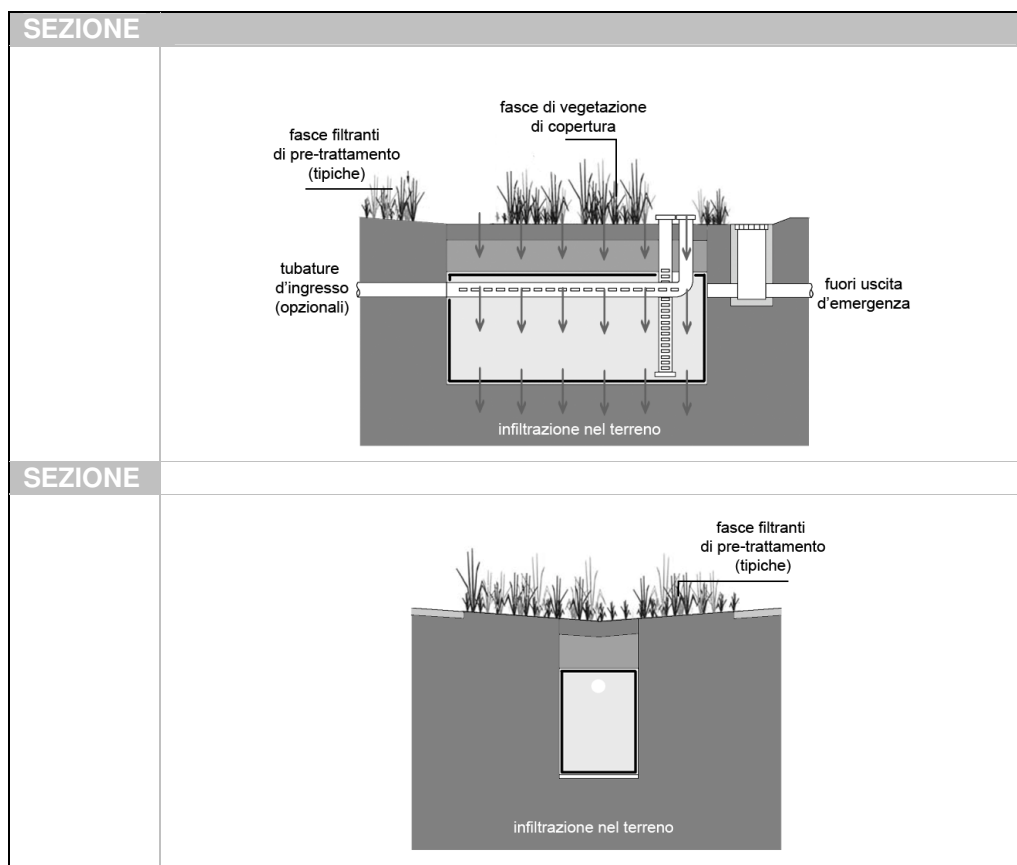 SEZIONE
fasce di vegetazione
di copertura
fasce filtranti
di pre-trattamento
(tipiche)
tubature
d'ingresso
(opzionali)
fuori uscita
d'emergenza
infiltrazione nel terreno
SEZIONE
fasce filtranti
di pre-trattamento
(tipiche)
infiltrazione nel terreno